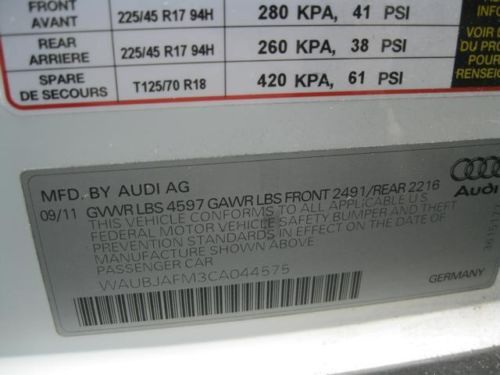 FRONT
AVANT
225/45 R17 94H
280 KPA, 41 PSI
REAR
ARRIERE
225/45 R17 94H
260 KPA, 38 PSI
SPARE
DE SECOURS
T125/70 R18
420 KPA, 61 PSI
VOIR
DE
POUR
RENSEIGN
MFD. BY AUDI AG
09/11 GVWR LBS 4597 GAWR LBS FRONT 2491/REAR 2216
THIS VEHICLE CONFORMS TO ALL APPLICABLE U.S.
FEDERAL MOTOR VEHICLE SAFETY BUMPER AND THEFT
PREVENTION STANDARDS IN EFFECT ON THE DATE OF
MANUFACTURE SHOWN ABOVE
PASSENGER CAR
WAUBJAFM3CA044575
Audi
GERMANY